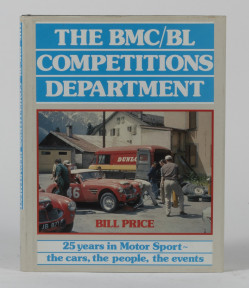 THE BMC/BL
COMPETITIONS
DEPARTMENT
DUNLOP
BILL PRICE
25 years in Motor Sport–
the cars, the people, the events